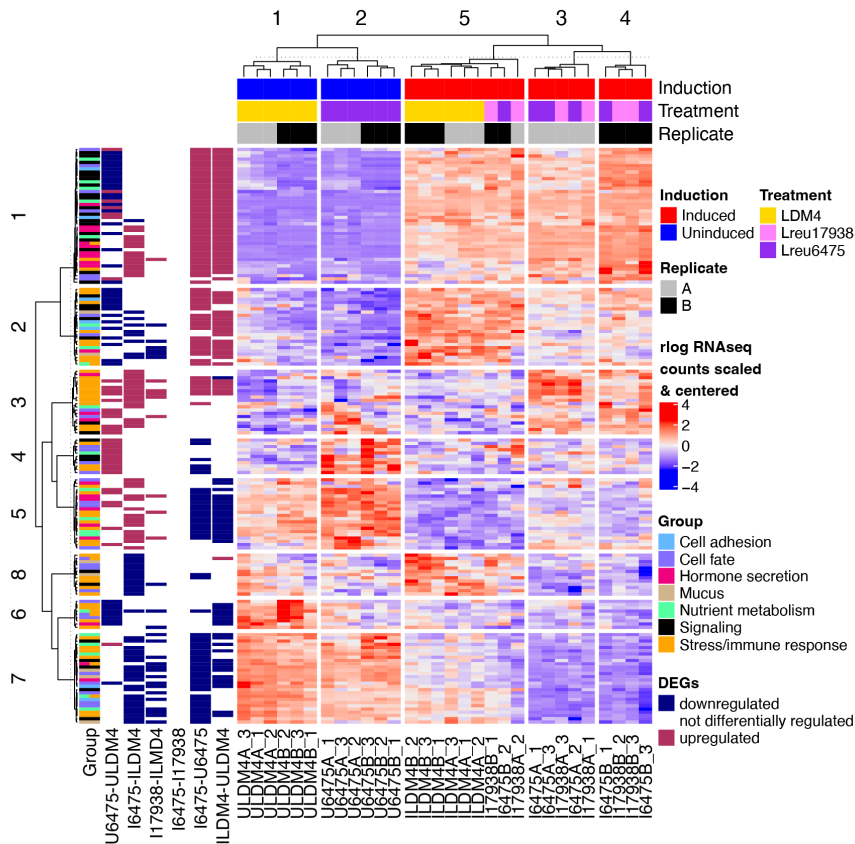 1
2
5
3
4
Induction
Treatment
Replicate
1
2
3
4
5
8
6
7
Induction
Induced
Uninduced
Treatment
LDM4
Lreu17938
Lreu6475
Replicate
A
B
rlog RNAseq
counts scaled
& centered
4
2
0
−2
−4
Group
Cell adhesion
Cell fate
Hormone secretion
Mucus
Nutrient metabolism
Signaling
Stress/immune response
DEGs
downregulated
not differentially regulated
upregulated
Group
U6475-ULDM4
I6475-ILDM4
I17938-ILMD4
I6475-I17938
I6475-U6475
ILDM4-ULDM4
ULDM4A_3
ULDM4A_1
ULDM4A_2
ULDM4B_2
ULDM4B_3
ULDM4B_1
U6475A_1
U6475A_3
U6475A_2
U6475B_3
U6475B_2
U6475B_1
ILDM4B_2
ILDM4B_3
ILDM4B_1
ILDM4A_3
ILDM4A_1
ILDM4A_2
I17938B_1
I6475B_2
I17938A_2
I6475A_1
I6475A_3
I17938A_3
I6475A_2
I17938A_1
I6475B_1
I17938B_3
I17938B_2
I6475B_3